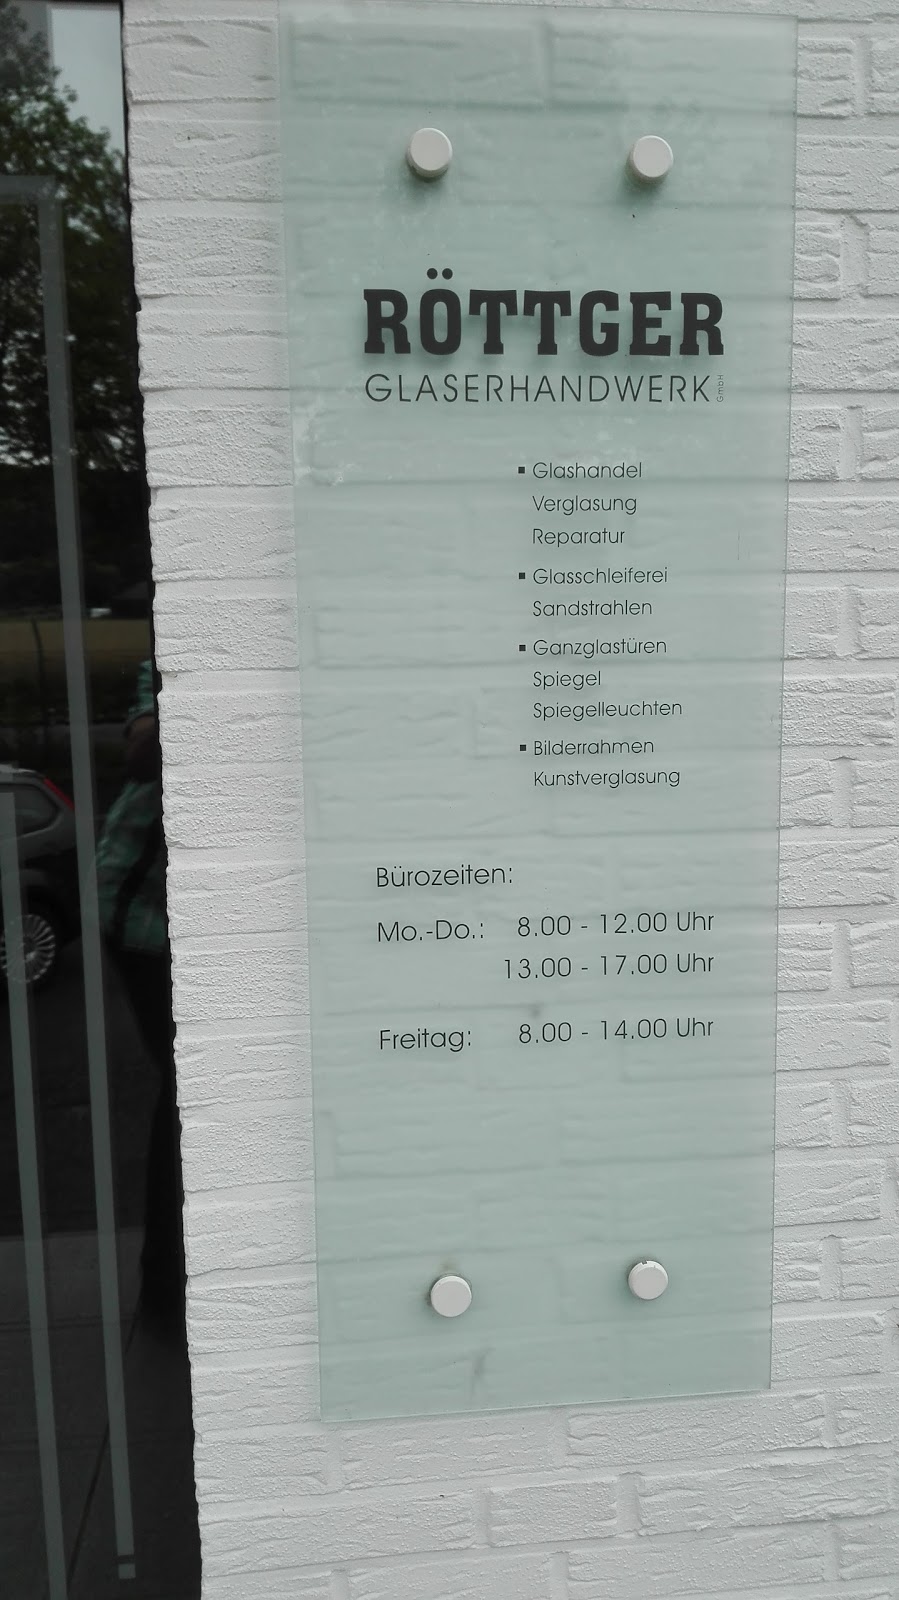 RÖTTGER
GLASERHANDWERK GmbH
▪ Glashandel
Verglasung
Reparatur
▪ Glasschleiferei
Sandstrahlen
▪ Ganzglastüren
Spiegel
Spiegelleuchten
▪ Bilderrahmen
Kunstverglasung
Bürozeiten:
Mo.-Do.: 8.00 - 12.00 Uhr
13.00 - 17.00 Uhr
Freitag: 8.00 - 14.00 Uhr